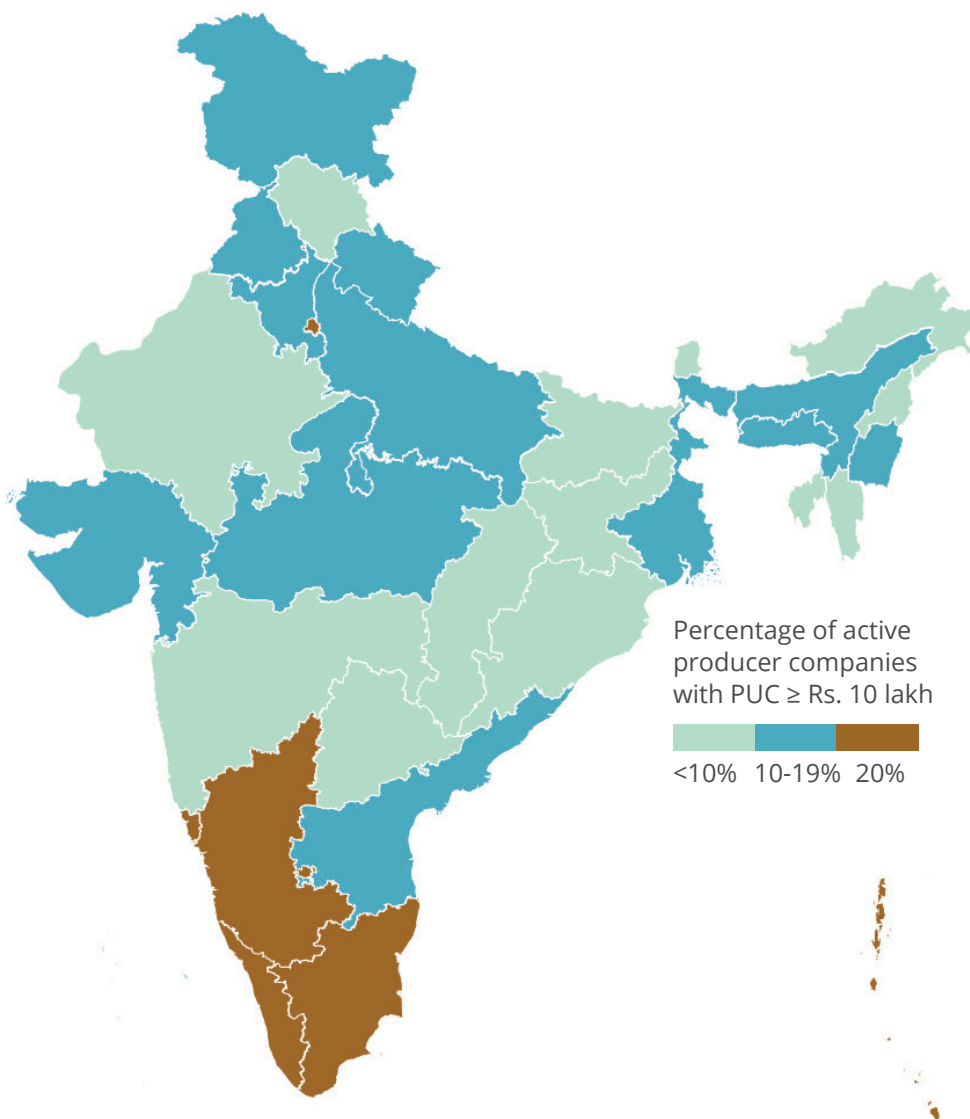 Percentage of active
producer companies
with PUC ≥ Rs. 10 lakh
<10% 10-19% 20%